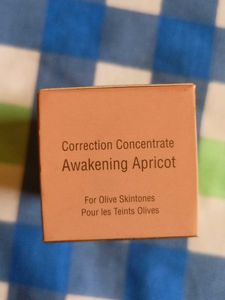 Correction Concentrate
Awakening Apricot
For Olive Skintones
Pour les Teints Olives